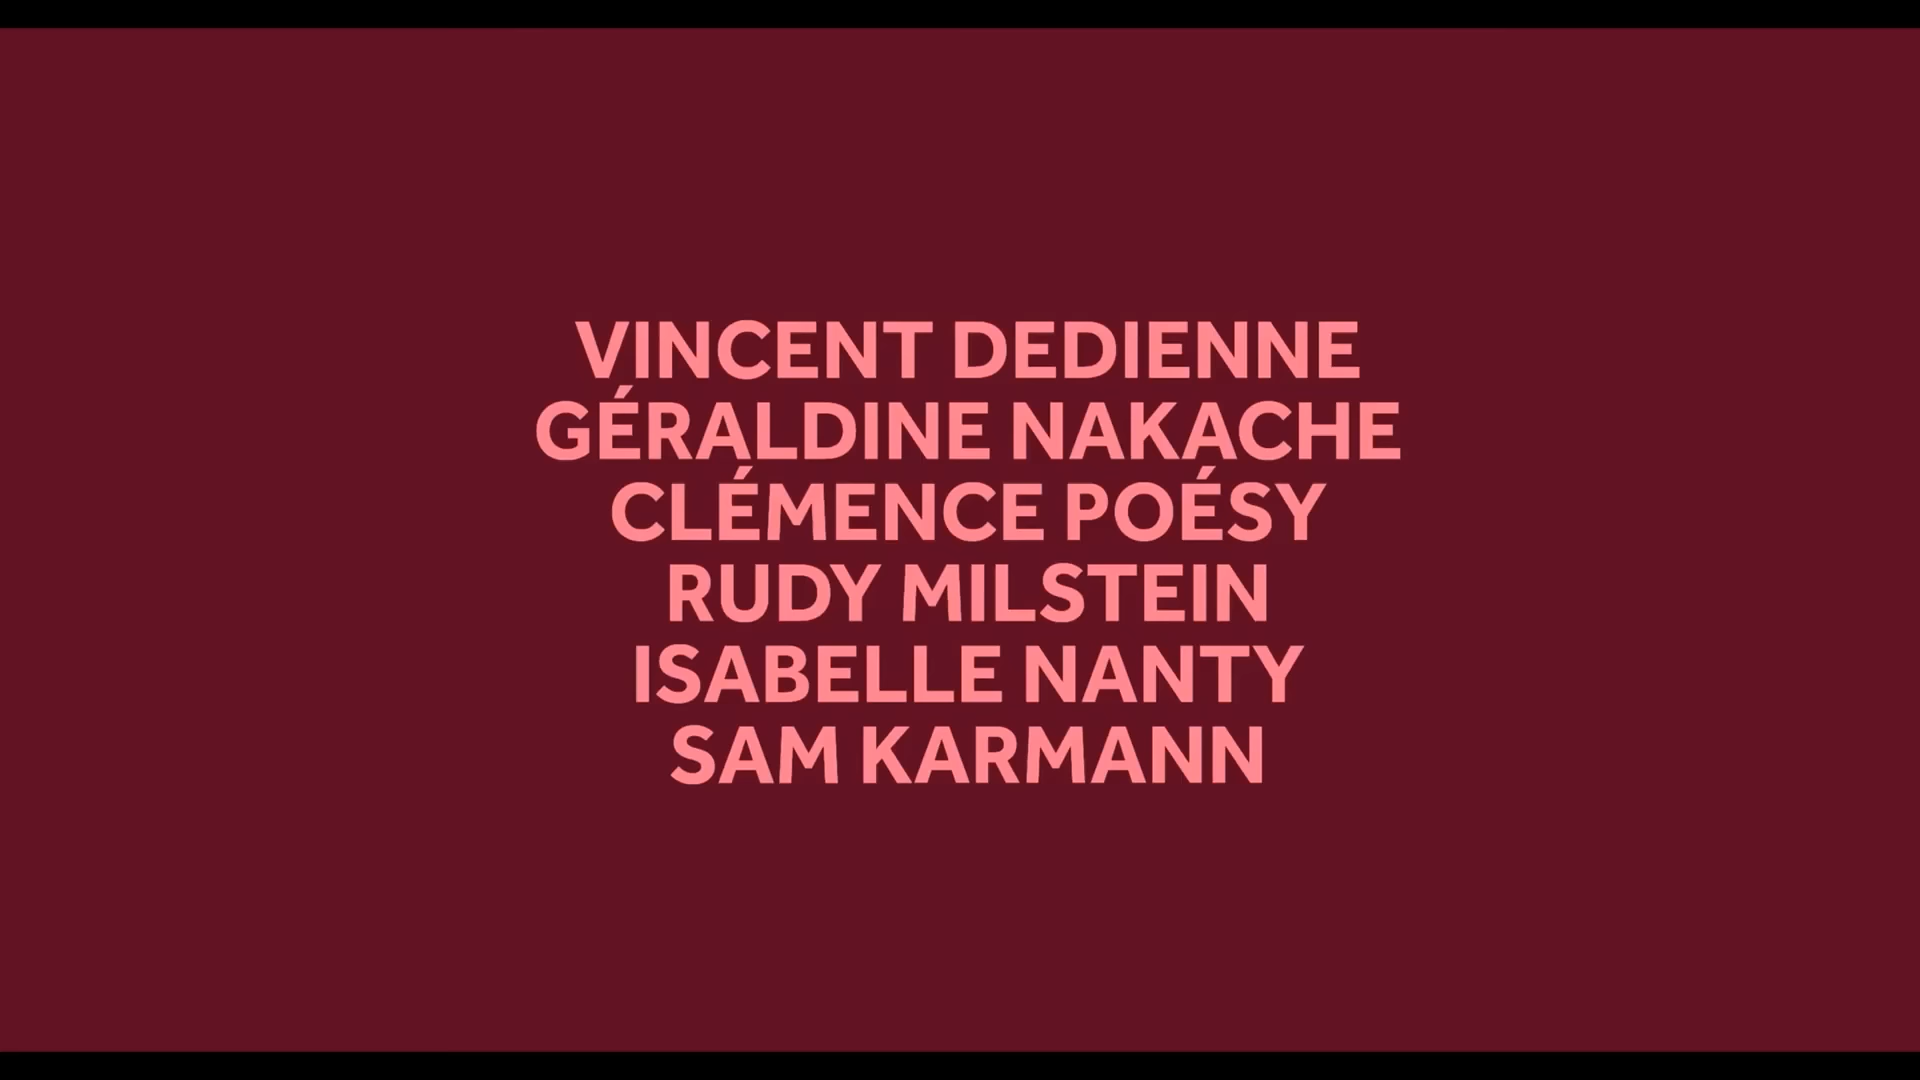 VINCENT DEDIENNE
GÉRALDINE NAKACHE
CLÉMENCE POÉSY
RUDY MILSTEIN
ISABELLE NANTY
SAM KARMANN